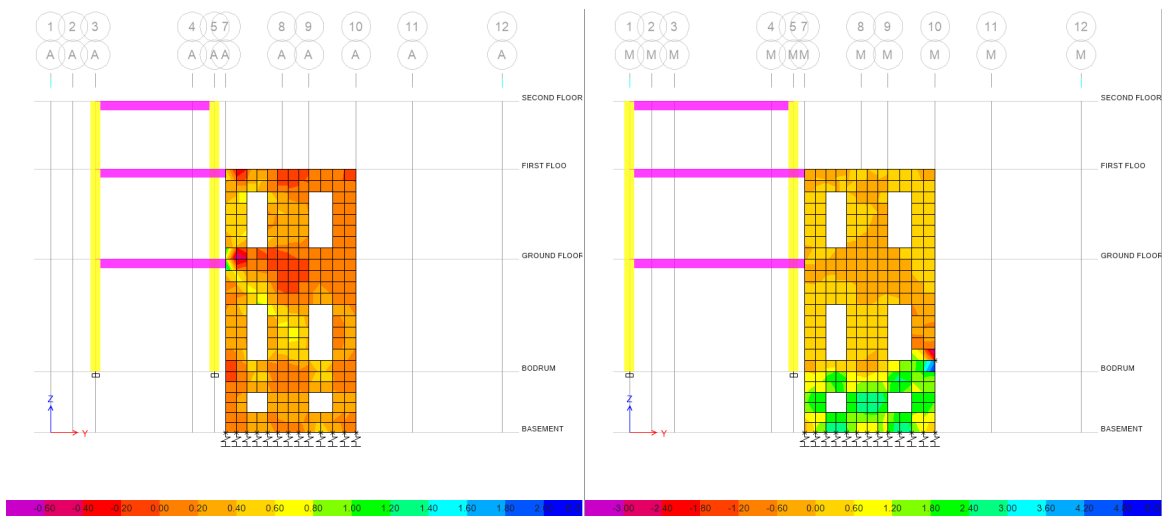 1 2 3 4 5 7 8 9 10 11 12
A A A A A A A A A A A
SECOND FLOOR
FIRST FLOO
GROUND FLOOR
BODRUM
BASEMENT
Z
Y
-0.60 -0.40 -0.20 0.00 0.20 0.40 0.60 0.80 1.00 1.20 1.40 1.60 1.80
1 2 3 4 5 7 8 9 10 11 12
M M M M M M M M M M M
SECOND FLOOR
FIRST FLOO
GROUND FLOOR
BODRUM
BASEMENT
Z
Y
-3.00 -2.40 -1.80 -1.20 -0.60 0.00 0.60 1.20 1.80 2.40 3.00 3.60 4.20